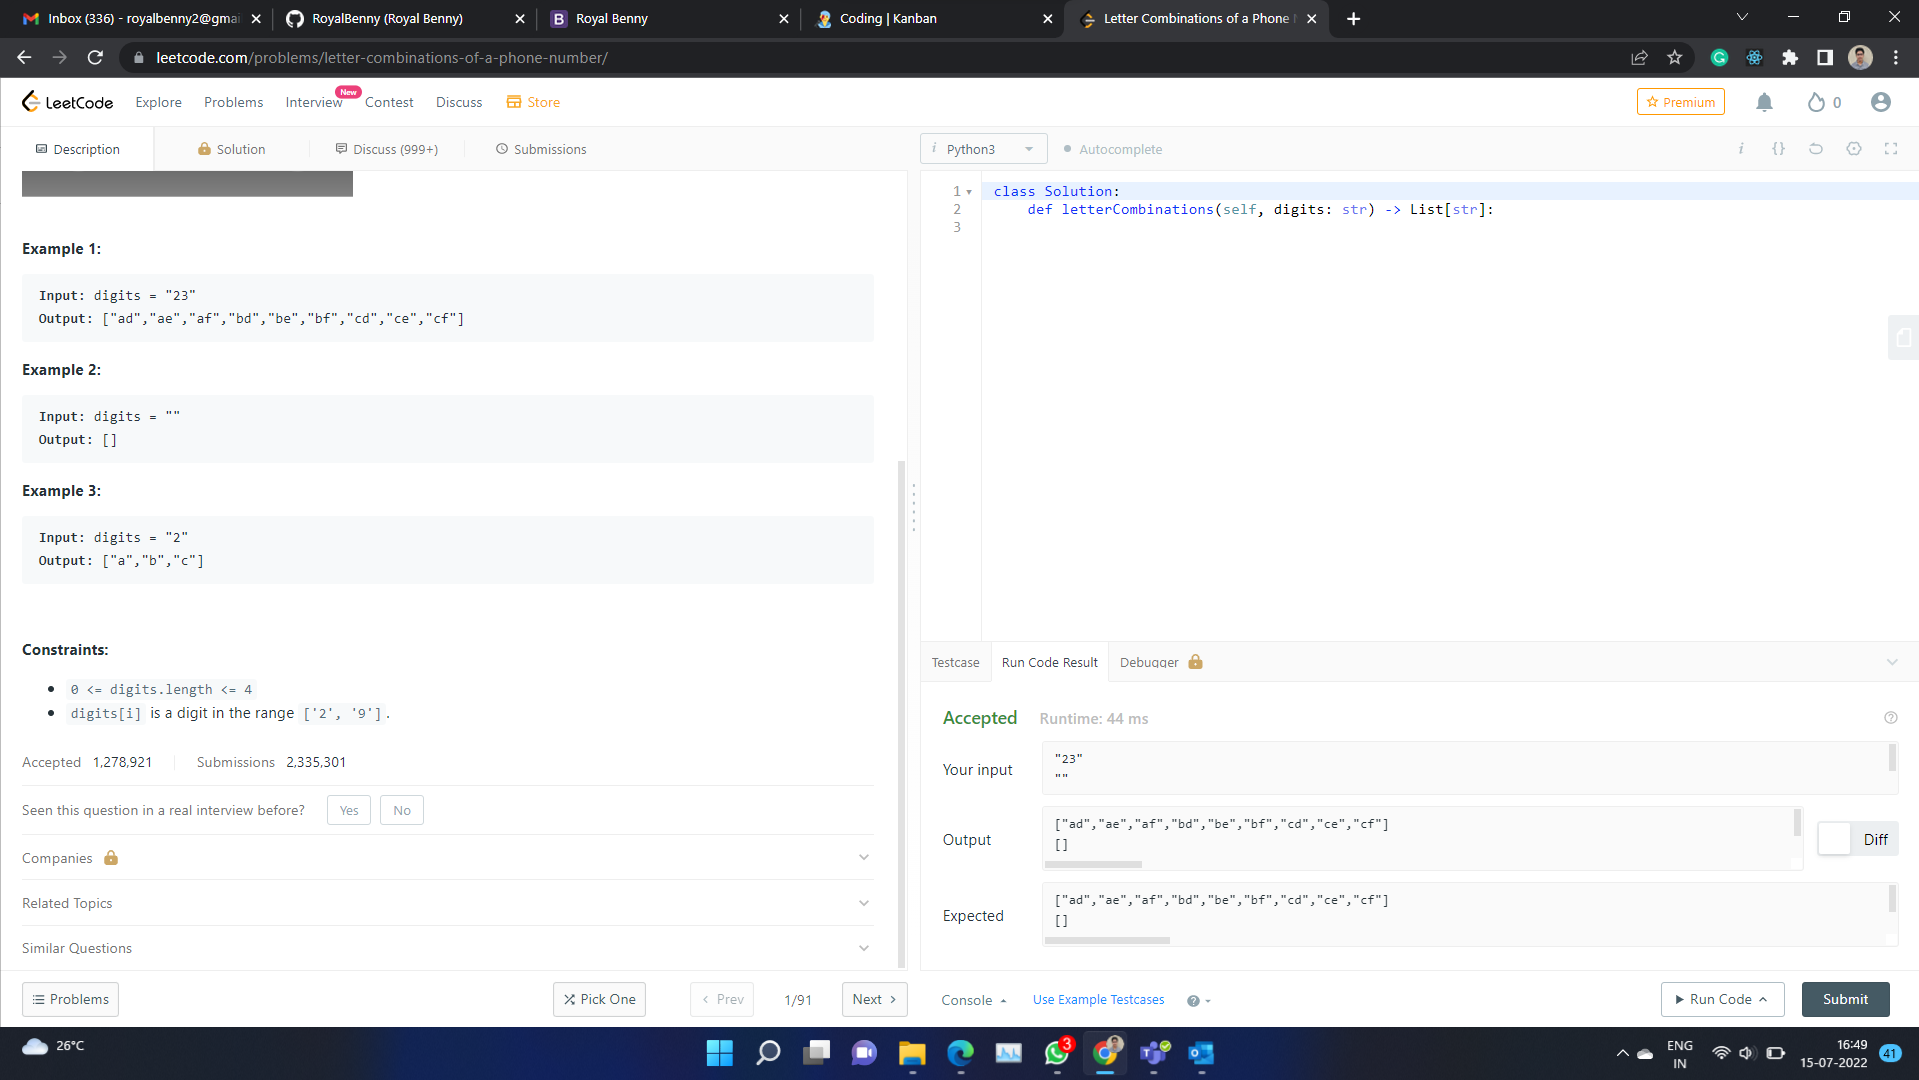 Inbox (336) - royalbenny2@gmai
RoyalBenny (Royal Benny)
B Royal Benny
Coding | Kanban
Letter Combinations of a Phone
leetcode.com/problems/letter-combinations-of-a-phone-number/
LeetCode Explore Problems Interview New Contest Discuss Store
Premium 0
Description Solution Discuss (999+) Submissions
i Python3 Autocomplete i {}
Example 1:
Input: digits = "23"
Output: ["ad","ae","af","bd","be","bf","cd","ce","cf"]
Example 2:
Input: digits = ""
Output: []
Example 3:
Input: digits = "2"
Output: ["a","b","c"]
Constraints:
0 <= digits.length <= 4
digits[i] is a digit in the range ['2', '9'].
Accepted 1,278,921 Submissions 2,335,301
Seen this question in a real interview before? Yes No
Companies
Related Topics
Similar Questions
Problems Pick One Prev 1/91 Next
1 class Solution:
2 def letterCombinations(self, digits: str) -> List[str]:
3
Testcase Run Code Result Debugger
Accepted Runtime: 44 ms
Your input
"23"
""
Output
["ad","ae","af","bd","be","bf","cd","ce","cf"]
[]
Diff
Expected
["ad","ae","af","bd","be","bf","cd","ce","cf"]
[]
Console Use Example Testcases Run Code Submit
26°C
3
ENG
IN
16:49
15-07-2022
41